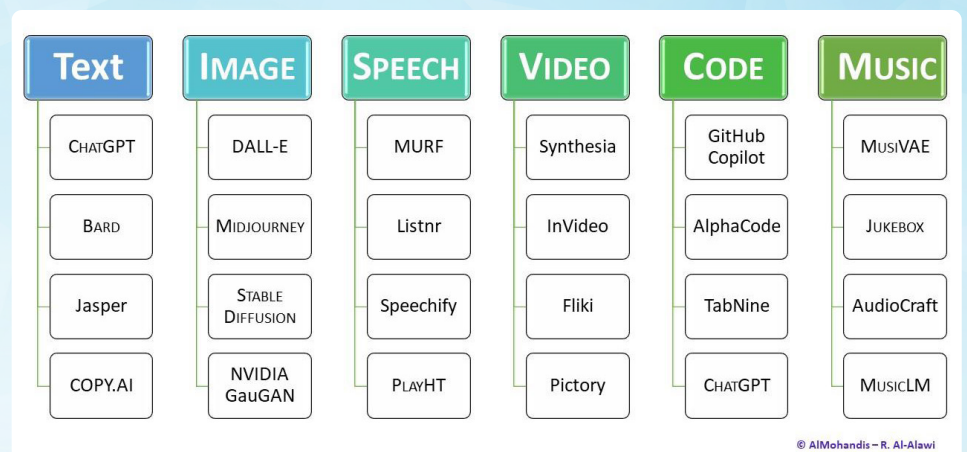 Text
IMAGE
SPEECH
VIDEO
CODE
MUSIC
CHATGPT
BARD
Jasper
COPY.AI
DALL-E
MIDJOURNEY
STABLE
DIFFUSION
NVIDIA
GauGAN
MURF
Listnr
Speechify
PLAYHT
Synthesia
InVideo
Fliki
Pictory
GitHub
Copilot
AlphaCode
TabNine
CHATGPT
MUSIVAE
JUKEBOX
AudioCraft
MUSICLM
© AlMohandis – R. Al-Alawi